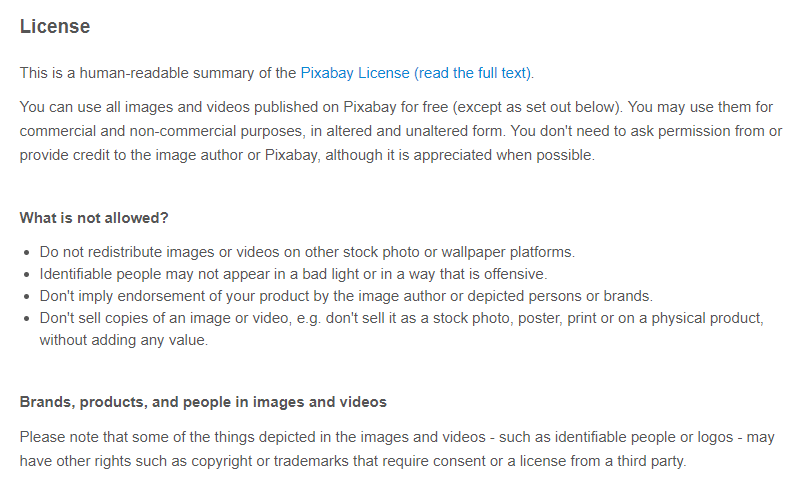 License
This is a human-readable summary of the Pixabay License (read the full text).
You can use all images and videos published on Pixabay for free (except as set out below). You may use them for
commercial and non-commercial purposes, in altered and unaltered form. You don't need to ask permission from or
provide credit to the image author or Pixabay, although it is appreciated when possible.
What is not allowed?
• Do not redistribute images or videos on other stock photo or wallpaper platforms.
• Identifiable people may not appear in a bad light or in a way that is offensive.
• Don't imply endorsement of your product by the image author or depicted persons or brands.
• Don't sell copies of an image or video, e.g. don't sell it as a stock photo, poster, print or on a physical product,
without adding any value.
Brands, products, and people in images and videos
Please note that some of the things depicted in the images and videos - such as identifiable people or logos - may
have other rights such as copyright or trademarks that require consent or a license from a third party.